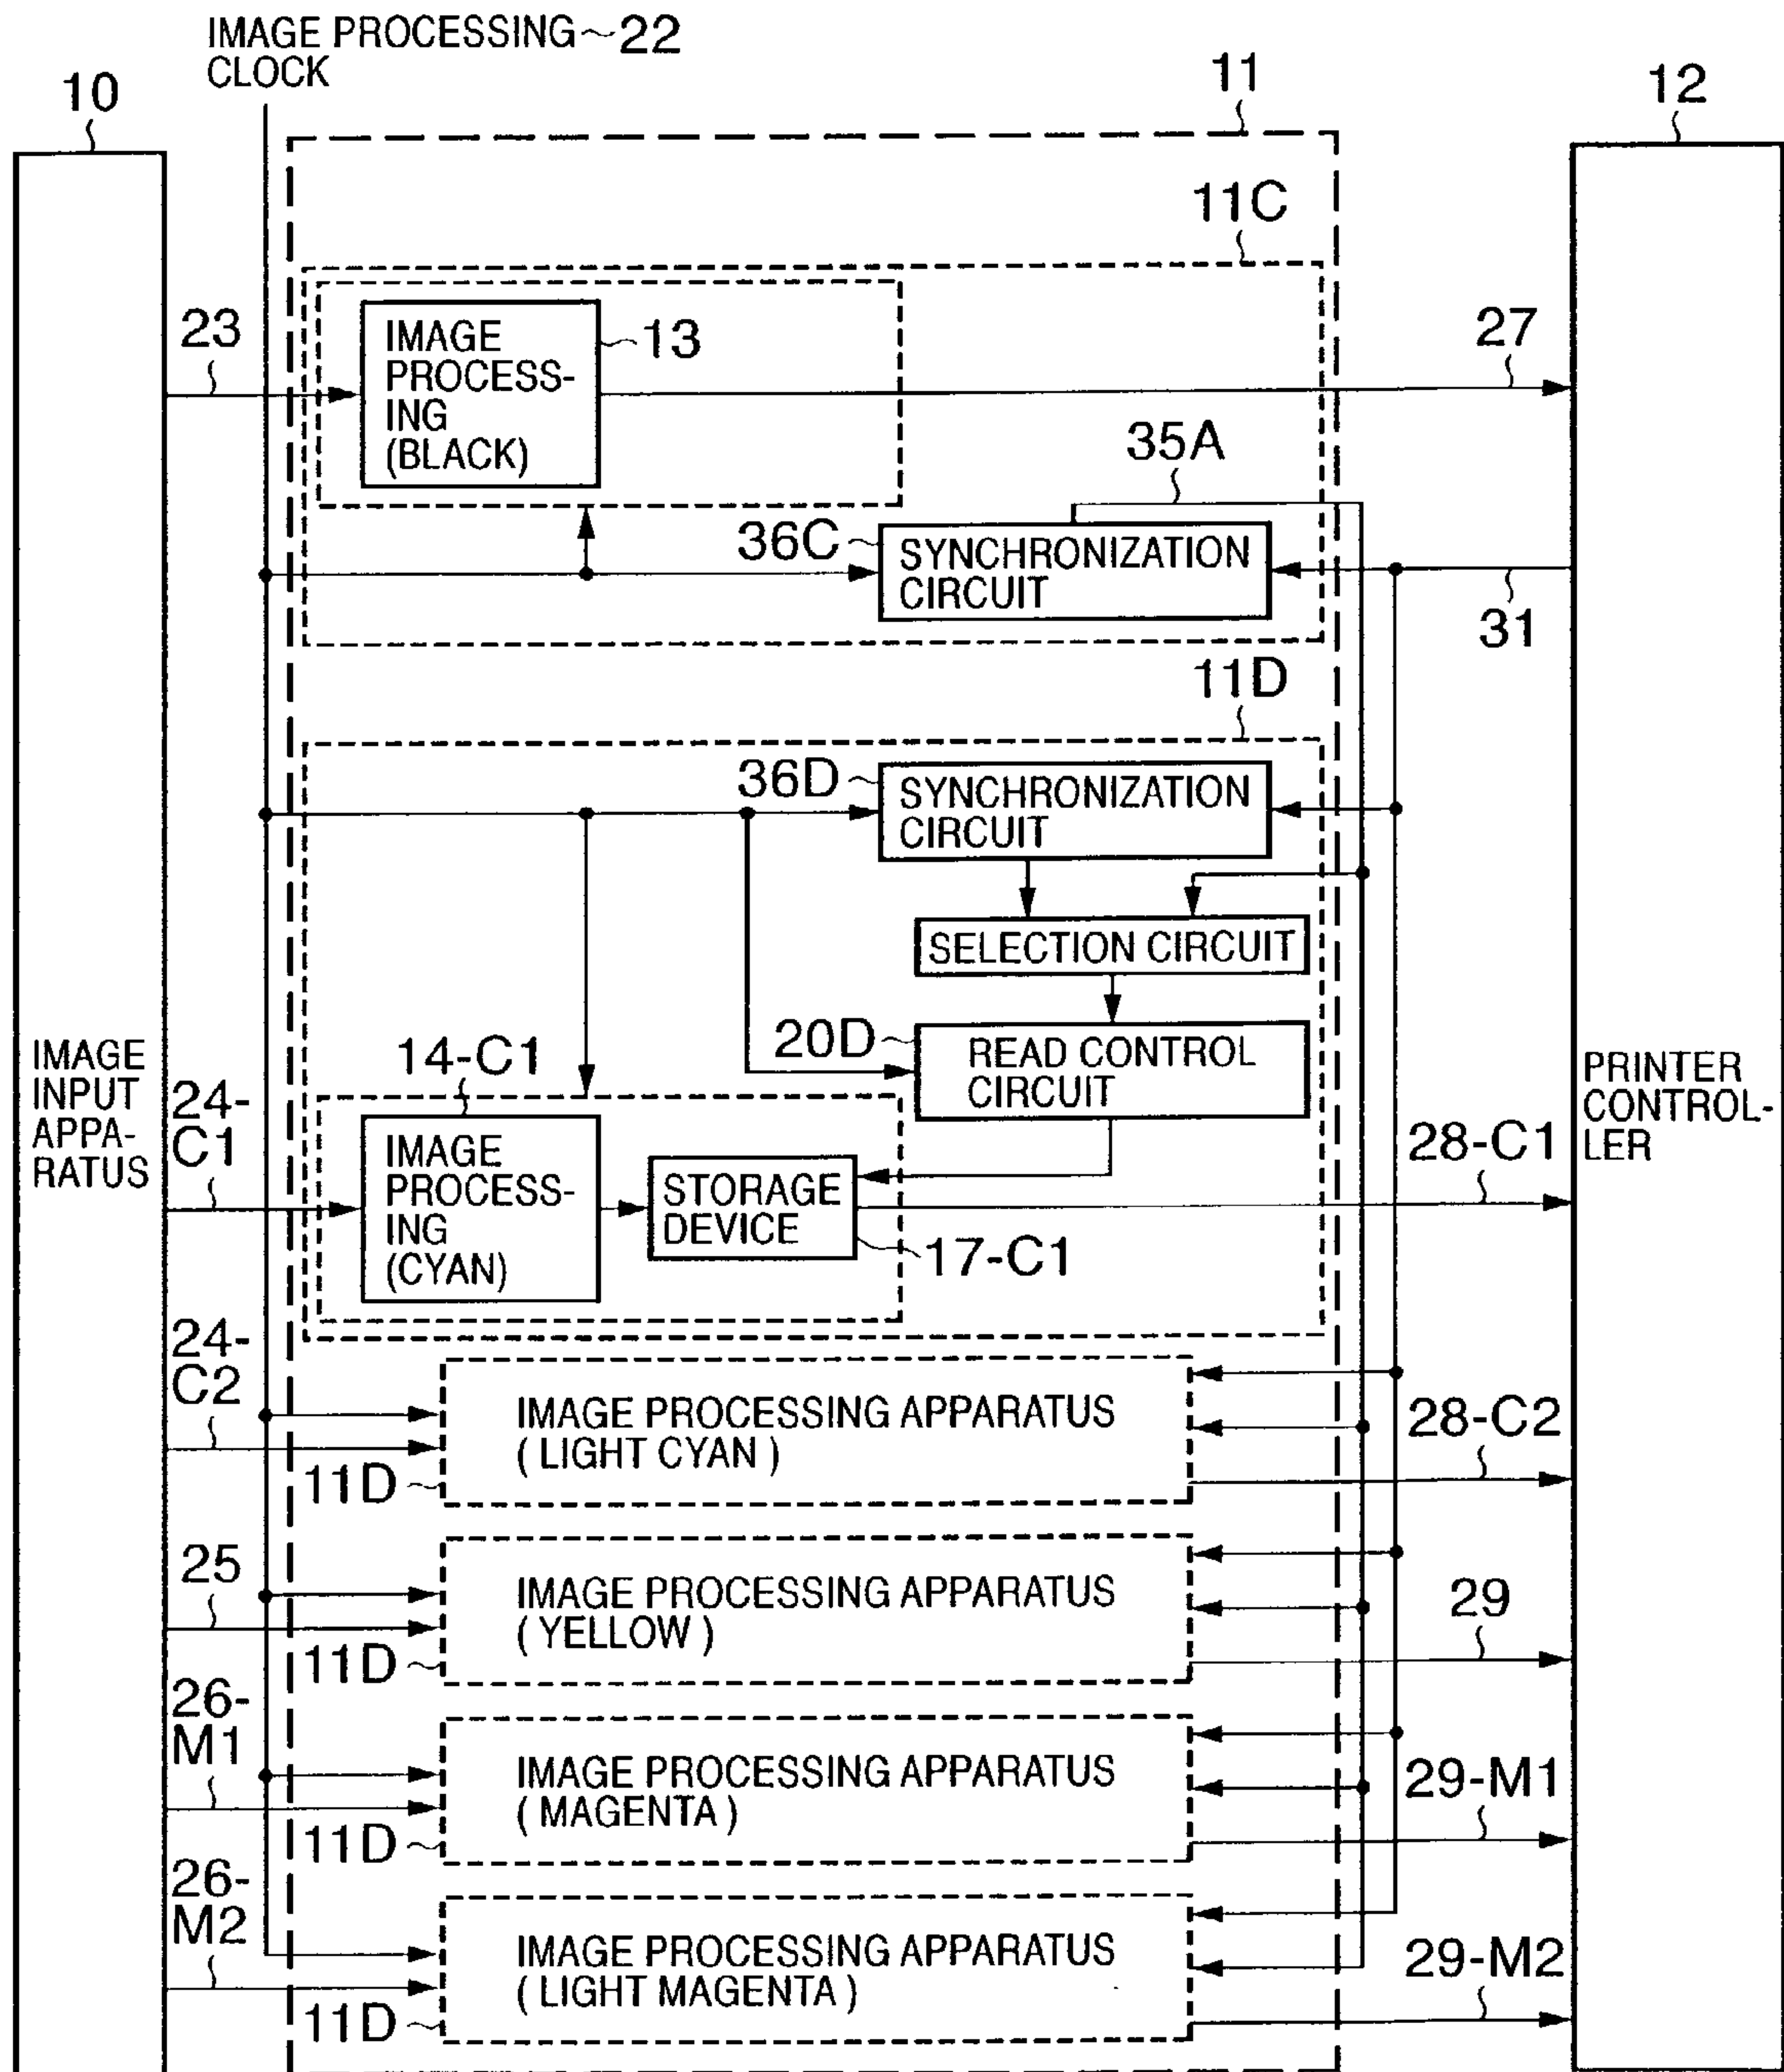 IMAGE PROCESSING~22
CLOCK
10
11
12
11C
23
IMAGE
PROCESS-
ING
(BLACK)
13
27
35A
36C
SYNCHRONIZATION
CIRCUIT
31
11D
36D
SYNCHRONIZATION
CIRCUIT
SELECTION CIRCUIT
20D
READ CONTROL
CIRCUIT
IMAGE
INPUT
APPA-
RATUS
24-
C1
14-C1
IMAGE
PROCESS-
ING
(CYAN)
STORAGE
DEVICE
17-C1
28-C1
PRINTER
CONTROL-
LER
24-
C2
IMAGE PROCESSING APPARATUS
( LIGHT CYAN )
11D
28-C2
25
IMAGE PROCESSING APPARATUS
( YELLOW )
11D
29
26-
M1
IMAGE PROCESSING APPARATUS
( MAGENTA )
11D
29-M1
26-
M2
IMAGE PROCESSING APPARATUS
( LIGHT MAGENTA )
11D
29-M2